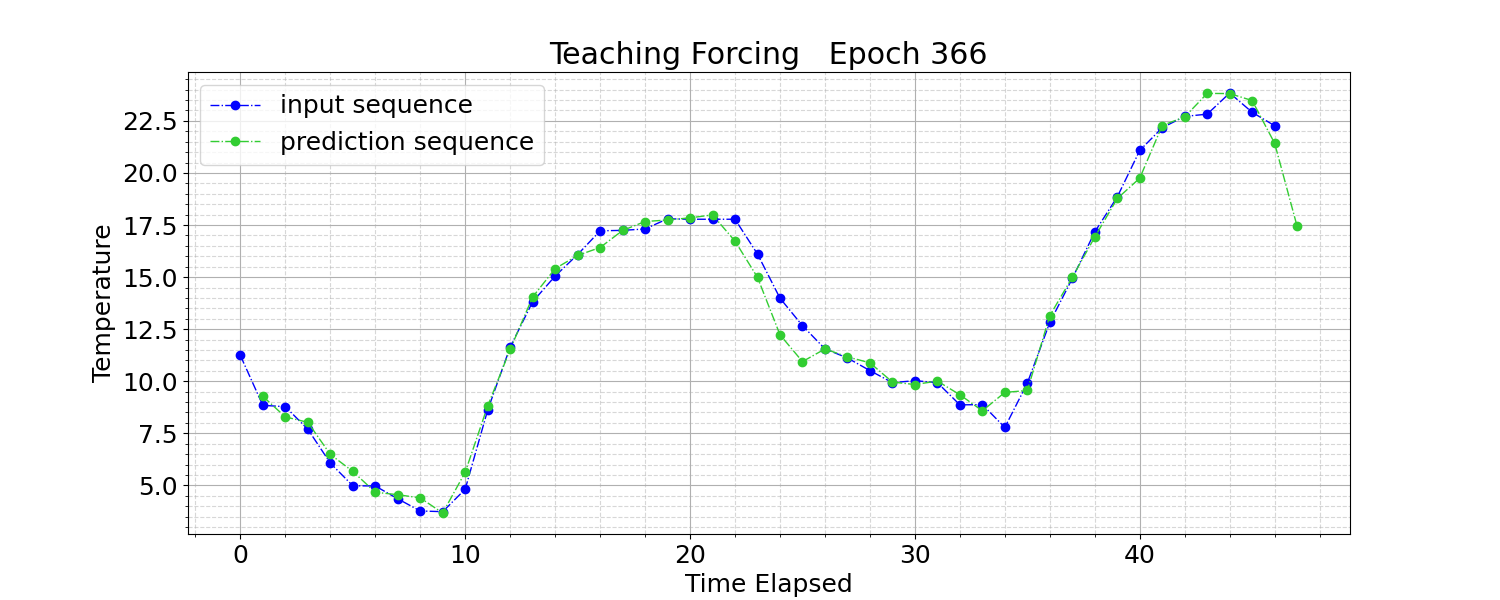 Teaching Forcing   Epoch 366
input sequence
prediction sequence
Temperature
22.5
20.0
17.5
15.0
12.5
10.0
7.5
5.0
0 10 20 30 40
Time Elapsed